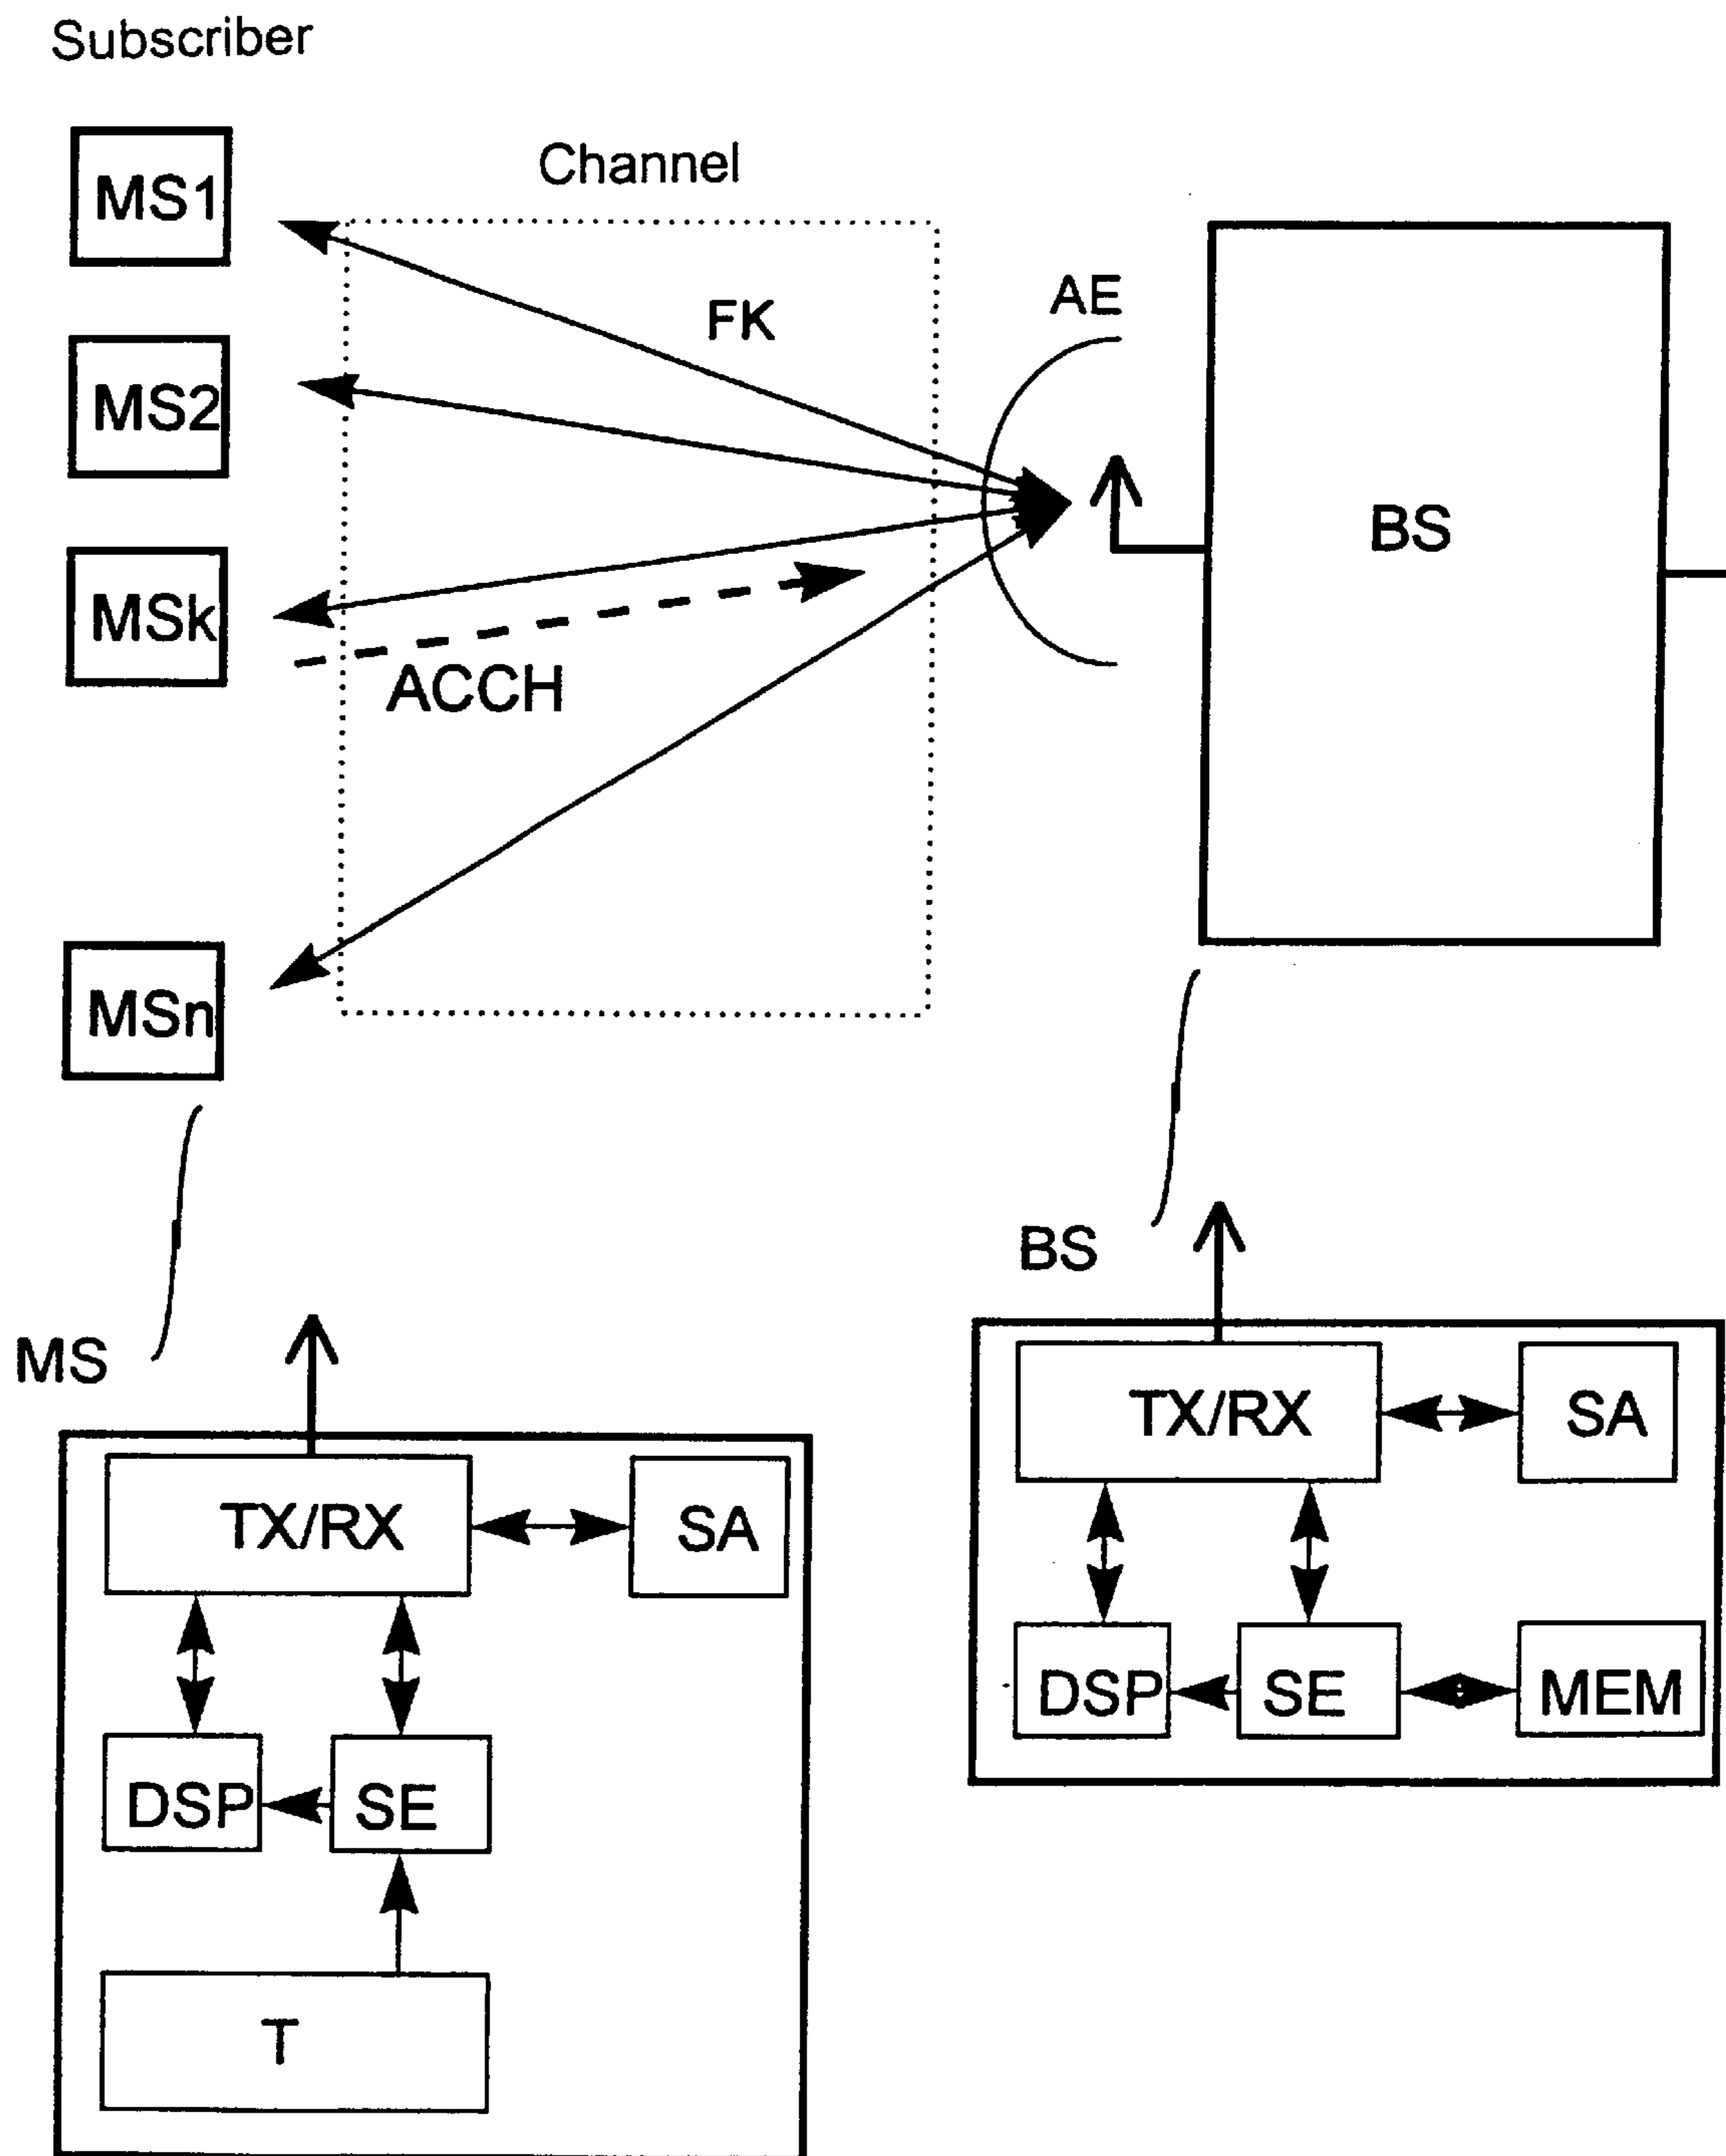 Subscriber
MS1
Channel
FK
AE
MS2
BS
MSk
ACCH
MSn
BS
MS
TX/RX
SA
TX/RX
SA
DSP
SE
MEM
DSP
SE
T